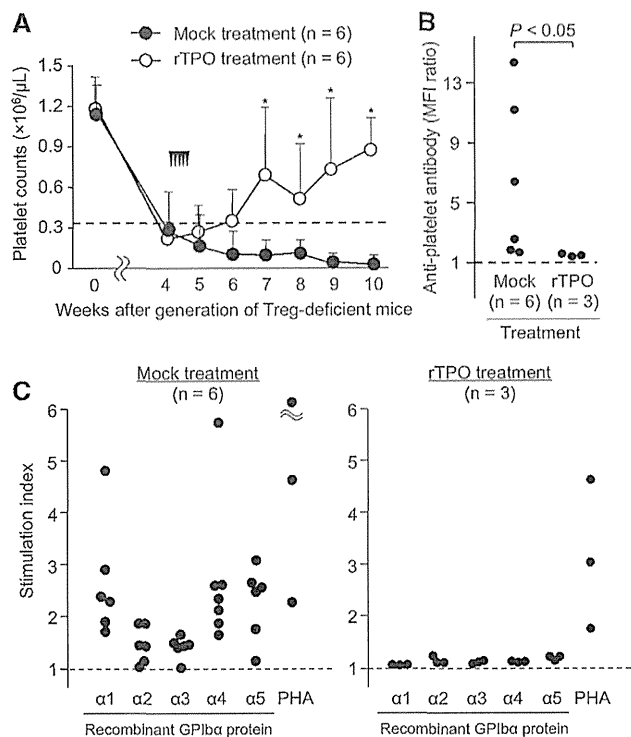 A
Mock treatment (n = 6)
rTPO treatment (n = 6)
Platelet counts (×10⁶/μL)
1.5
1.2
0.9
0.6
0.3
0
* * * *
0 4 5 6 7 8 9 10
Weeks after generation of Treg-deficient mice
B
P < 0.05
Anti-platelet antibody (MFI ratio)
13
9
5
1
Mock rTPO
(n = 6) (n = 3)
Treatment
C
Mock treatment
(n = 6)
Stimulation index
6
5
4
3
2
1
α1 α2 α3 α4 α5 PHA
Recombinant GPIbα protein
rTPO treatment
(n = 3)
6
5
4
3
2
1
α1 α2 α3 α4 α5 PHA
Recombinant GPIbα protein